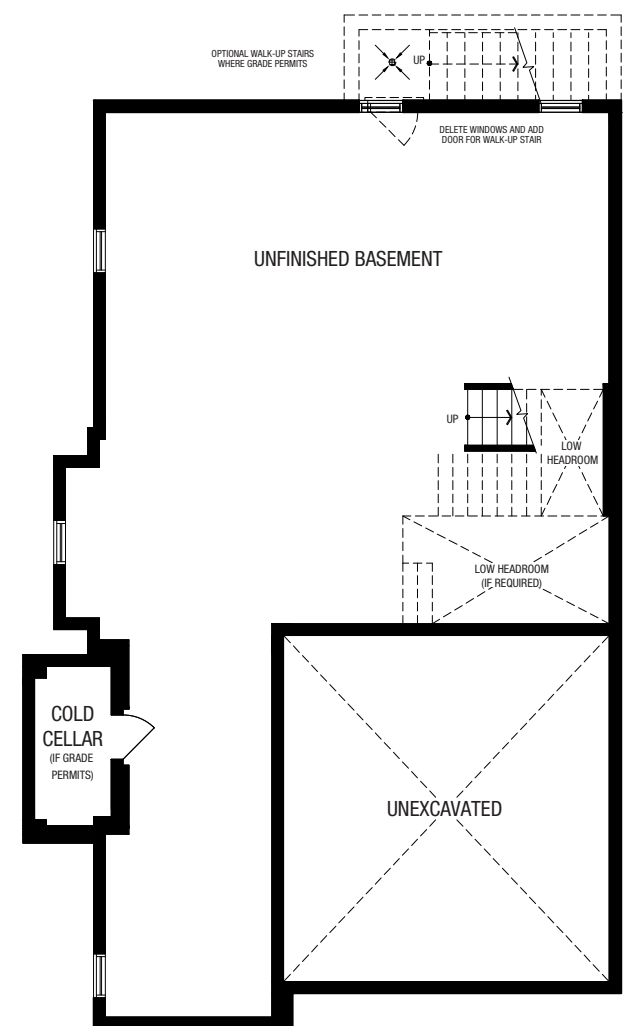 OPTIONAL WALK-UP STAIRS
WHERE GRADE PERMITS
UP
DELETE WINDOWS AND ADD
DOOR FOR WALK-UP STAIR
UNFINISHED BASEMENT
UP
LOW
HEADROOM
LOW HEADROOM
(IF REQUIRED)
COLD
CELLAR
(IF GRADE
PERMITS)
UNEXCAVATED